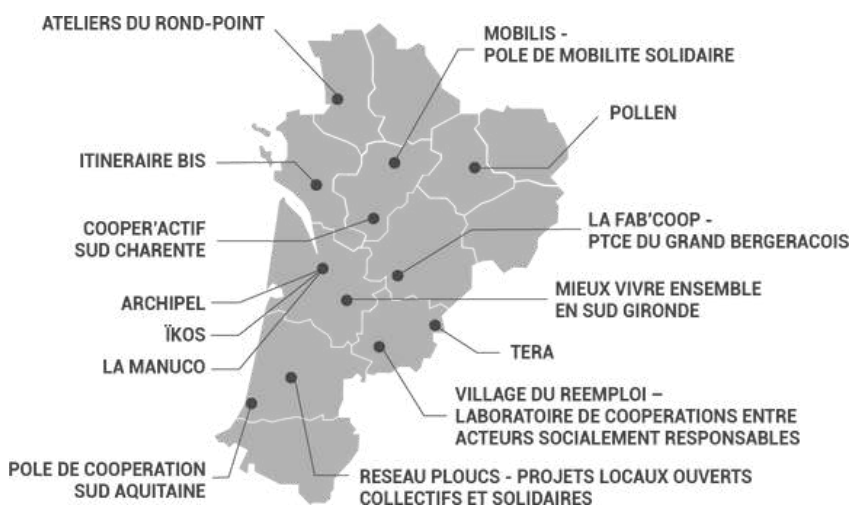 ATELIERS DU ROND-POINT
MOBILIS -
POLE DE MOBILITE SOLIDAIRE
POLLEN
ITINERAIRE BIS
COOPER'ACTIF
SUD CHARENTE
LA FAB'COOP -
PTCE DU GRAND BERGERACOIS
ARCHIPEL
ÏKOS
LA MANUCO
MIEUX VIVRE ENSEMBLE
EN SUD GIRONDE
TERA
VILLAGE DU REEMPLOI –
LABORATOIRE DE COOPERATIONS ENTRE
ACTEURS SOCIALEMENT RESPONSABLES
POLE DE COOPERATION
SUD AQUITAINE
RESEAU PLOUCS - PROJETS LOCAUX OUVERTS
COLLECTIFS ET SOLIDAIRES